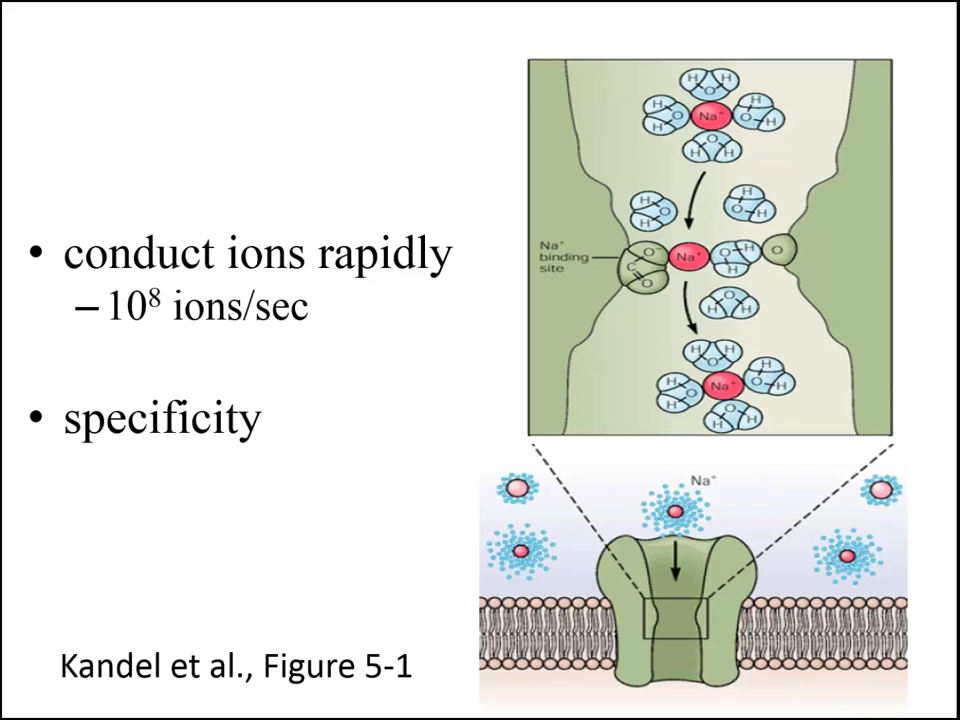 • conduct ions rapidly
– 10⁸ ions/sec
• specificity
Kandel et al., Figure 5-1
H H
O
H
O
H
Na⁺
H
O H
O
H H
H
O
H
H
O H
Na⁺
binding
site
O⁻
C
O
Na⁺
O H
H
O
O
H H
H H
O
H
O
H
Na⁺
H
O H
O
H H
Na⁺